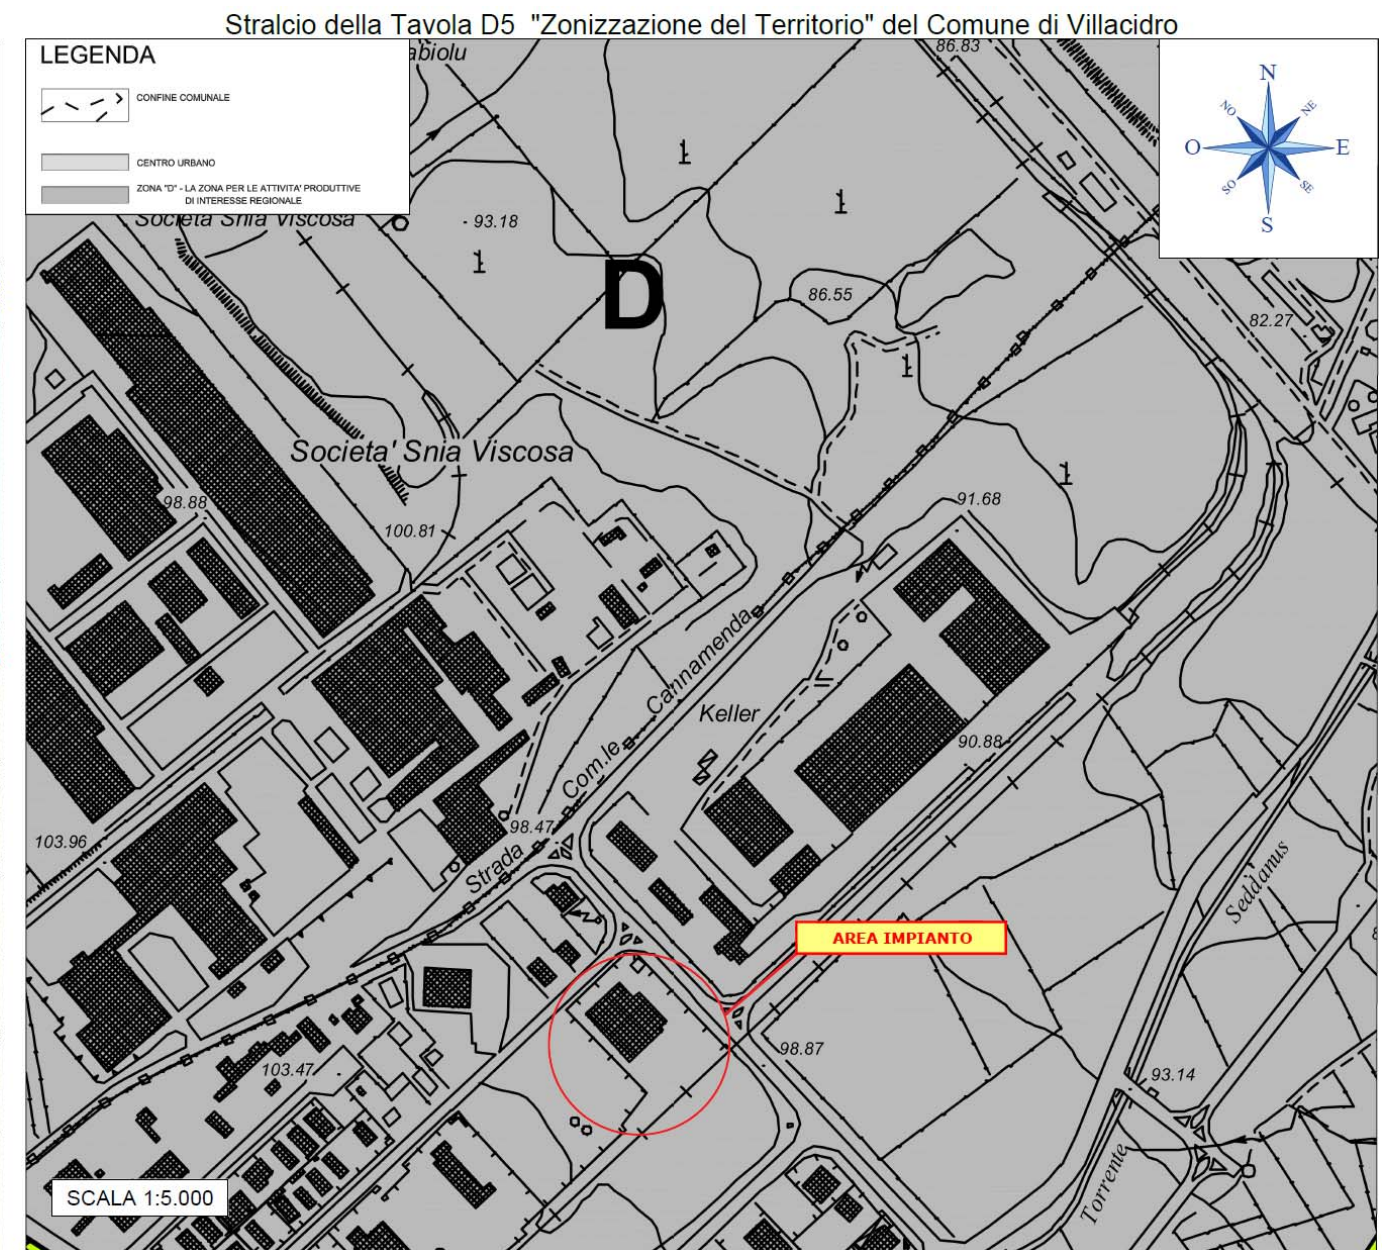 Stralcio della Tavola D5 "Zonizzazione del Territorio" del Comune di Villacidro
LEGENDA
CONFINE COMUNALE
CENTRO URBANO
ZONA "D" - LA ZONA PER LE ATTIVITA' PRODUTTIVE
DI INTERESSE REGIONALE
abiolu
86.83
N
NO
NE
O
E
SO
SE
S
Societa' Snia Viscosa
93.18
D
86.55
82.27
Societa' Snia Viscosa
98.88
100.81
91.68
Strada Com.le Cannamenda
Keller
90.88
98.47
103.96
Seddanus
AREA IMPIANTO
98.87
103.47
93.14
Torrente
SCALA 1:5.000